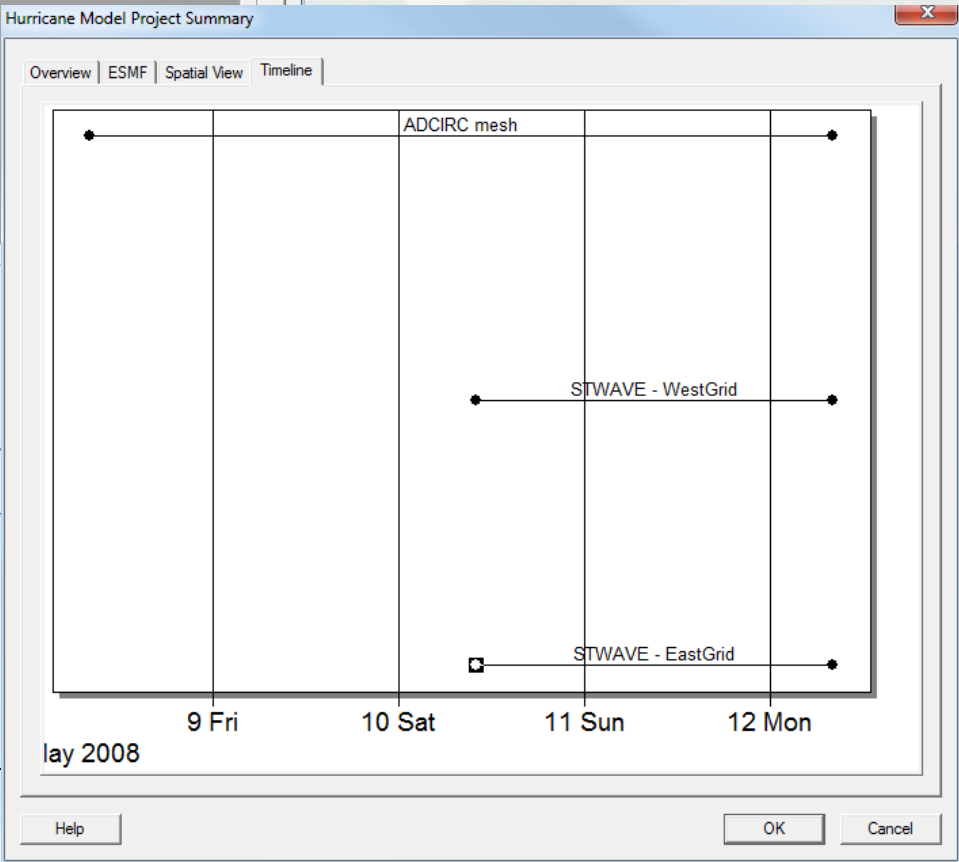 Hurricane Model Project Summary
Overview ESMF Spatial View Timeline
ADCIRC mesh
STWAVE - WestGrid
STWAVE - EastGrid
9 Fri 10 Sat 11 Sun 12 Mon
lay 2008
Help OK Cancel